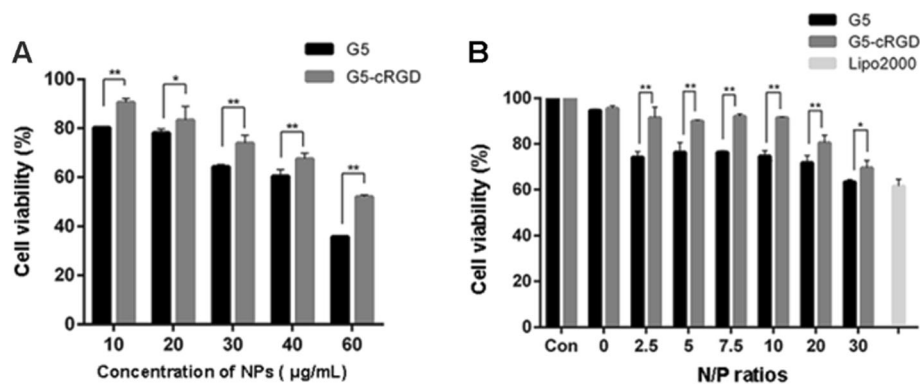 A
G5
G5-cRGD
Cell viability (%)
100
80
60
40
20
0
** * ** ** **
10 20 30 40 60
Concentration of NPs ( µg/mL)
B
G5
G5-cRGD
Lipo2000
Cell viability (%)
100
80
60
40
20
0
** ** ** ** ** *
Con 0 2.5 5 7.5 10 20 30
N/P ratios